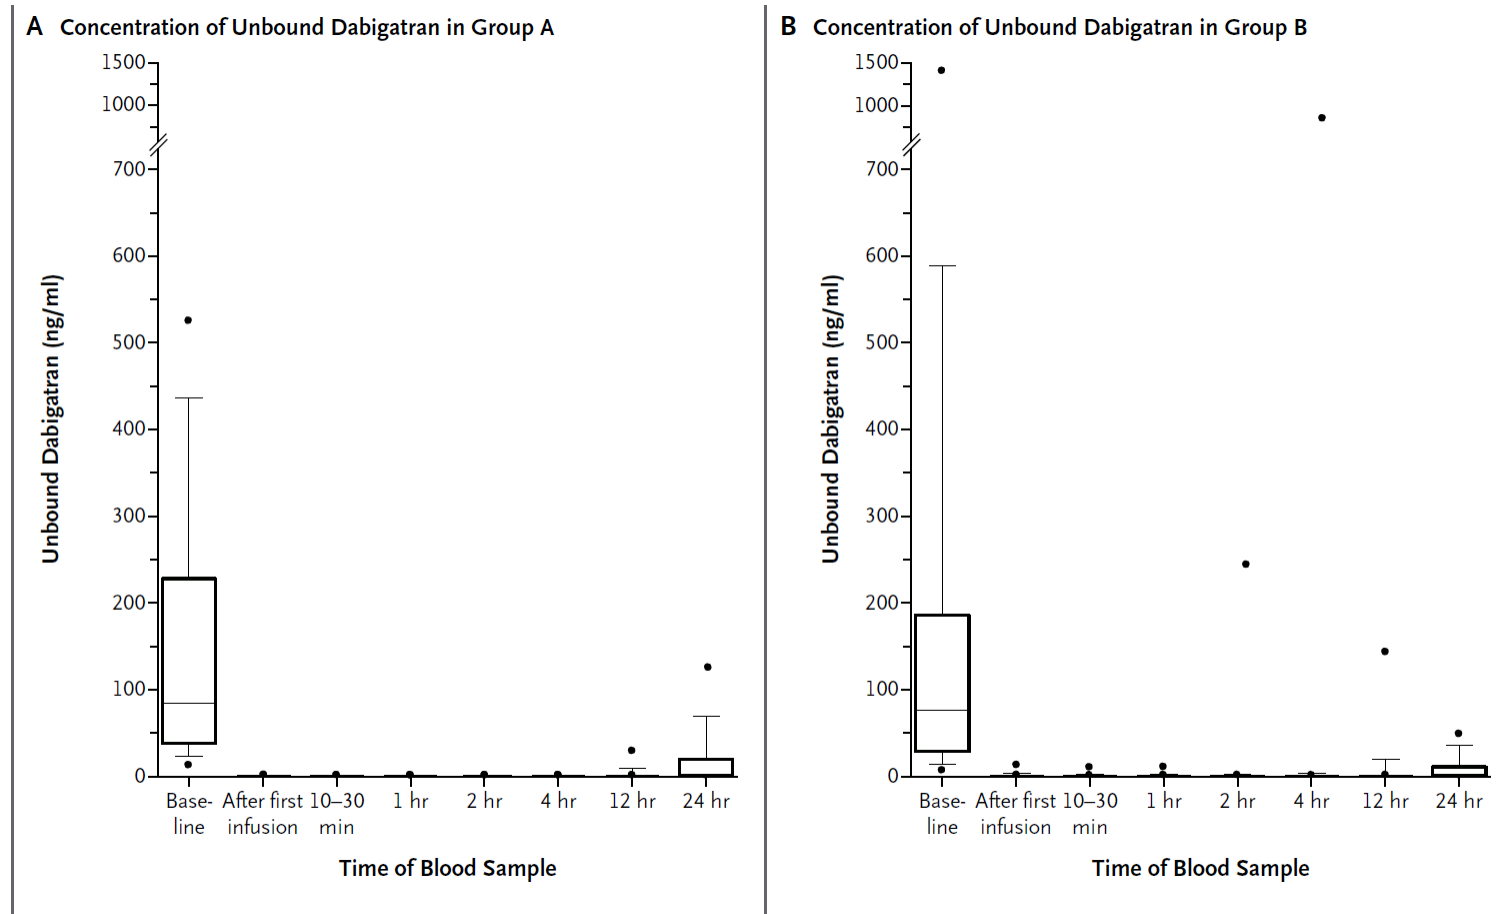 A Concentration of Unbound Dabigatran in Group A
1500
1000
700
600
500
400
300
200
100
0
Unbound Dabigatran (ng/ml)
Base- After first 10–30 1 hr 2 hr 4 hr 12 hr 24 hr
line infusion min
Time of Blood Sample
B Concentration of Unbound Dabigatran in Group B
1500
1000
700
600
500
400
300
200
100
0
Unbound Dabigatran (ng/ml)
Base- After first 10–30 1 hr 2 hr 4 hr 12 hr 24 hr
line infusion min
Time of Blood Sample